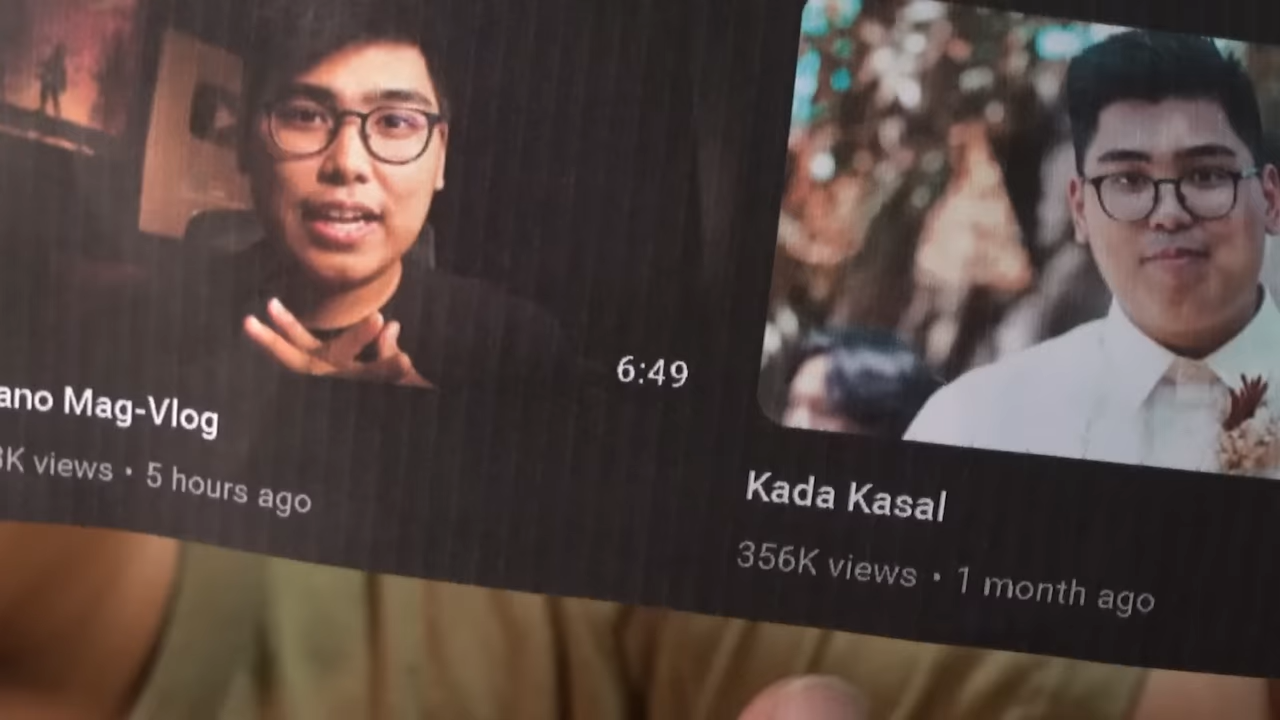 6:49
ano Mag-Vlog
K views • 5 hours ago
Kada Kasal
356K views • 1 month ago